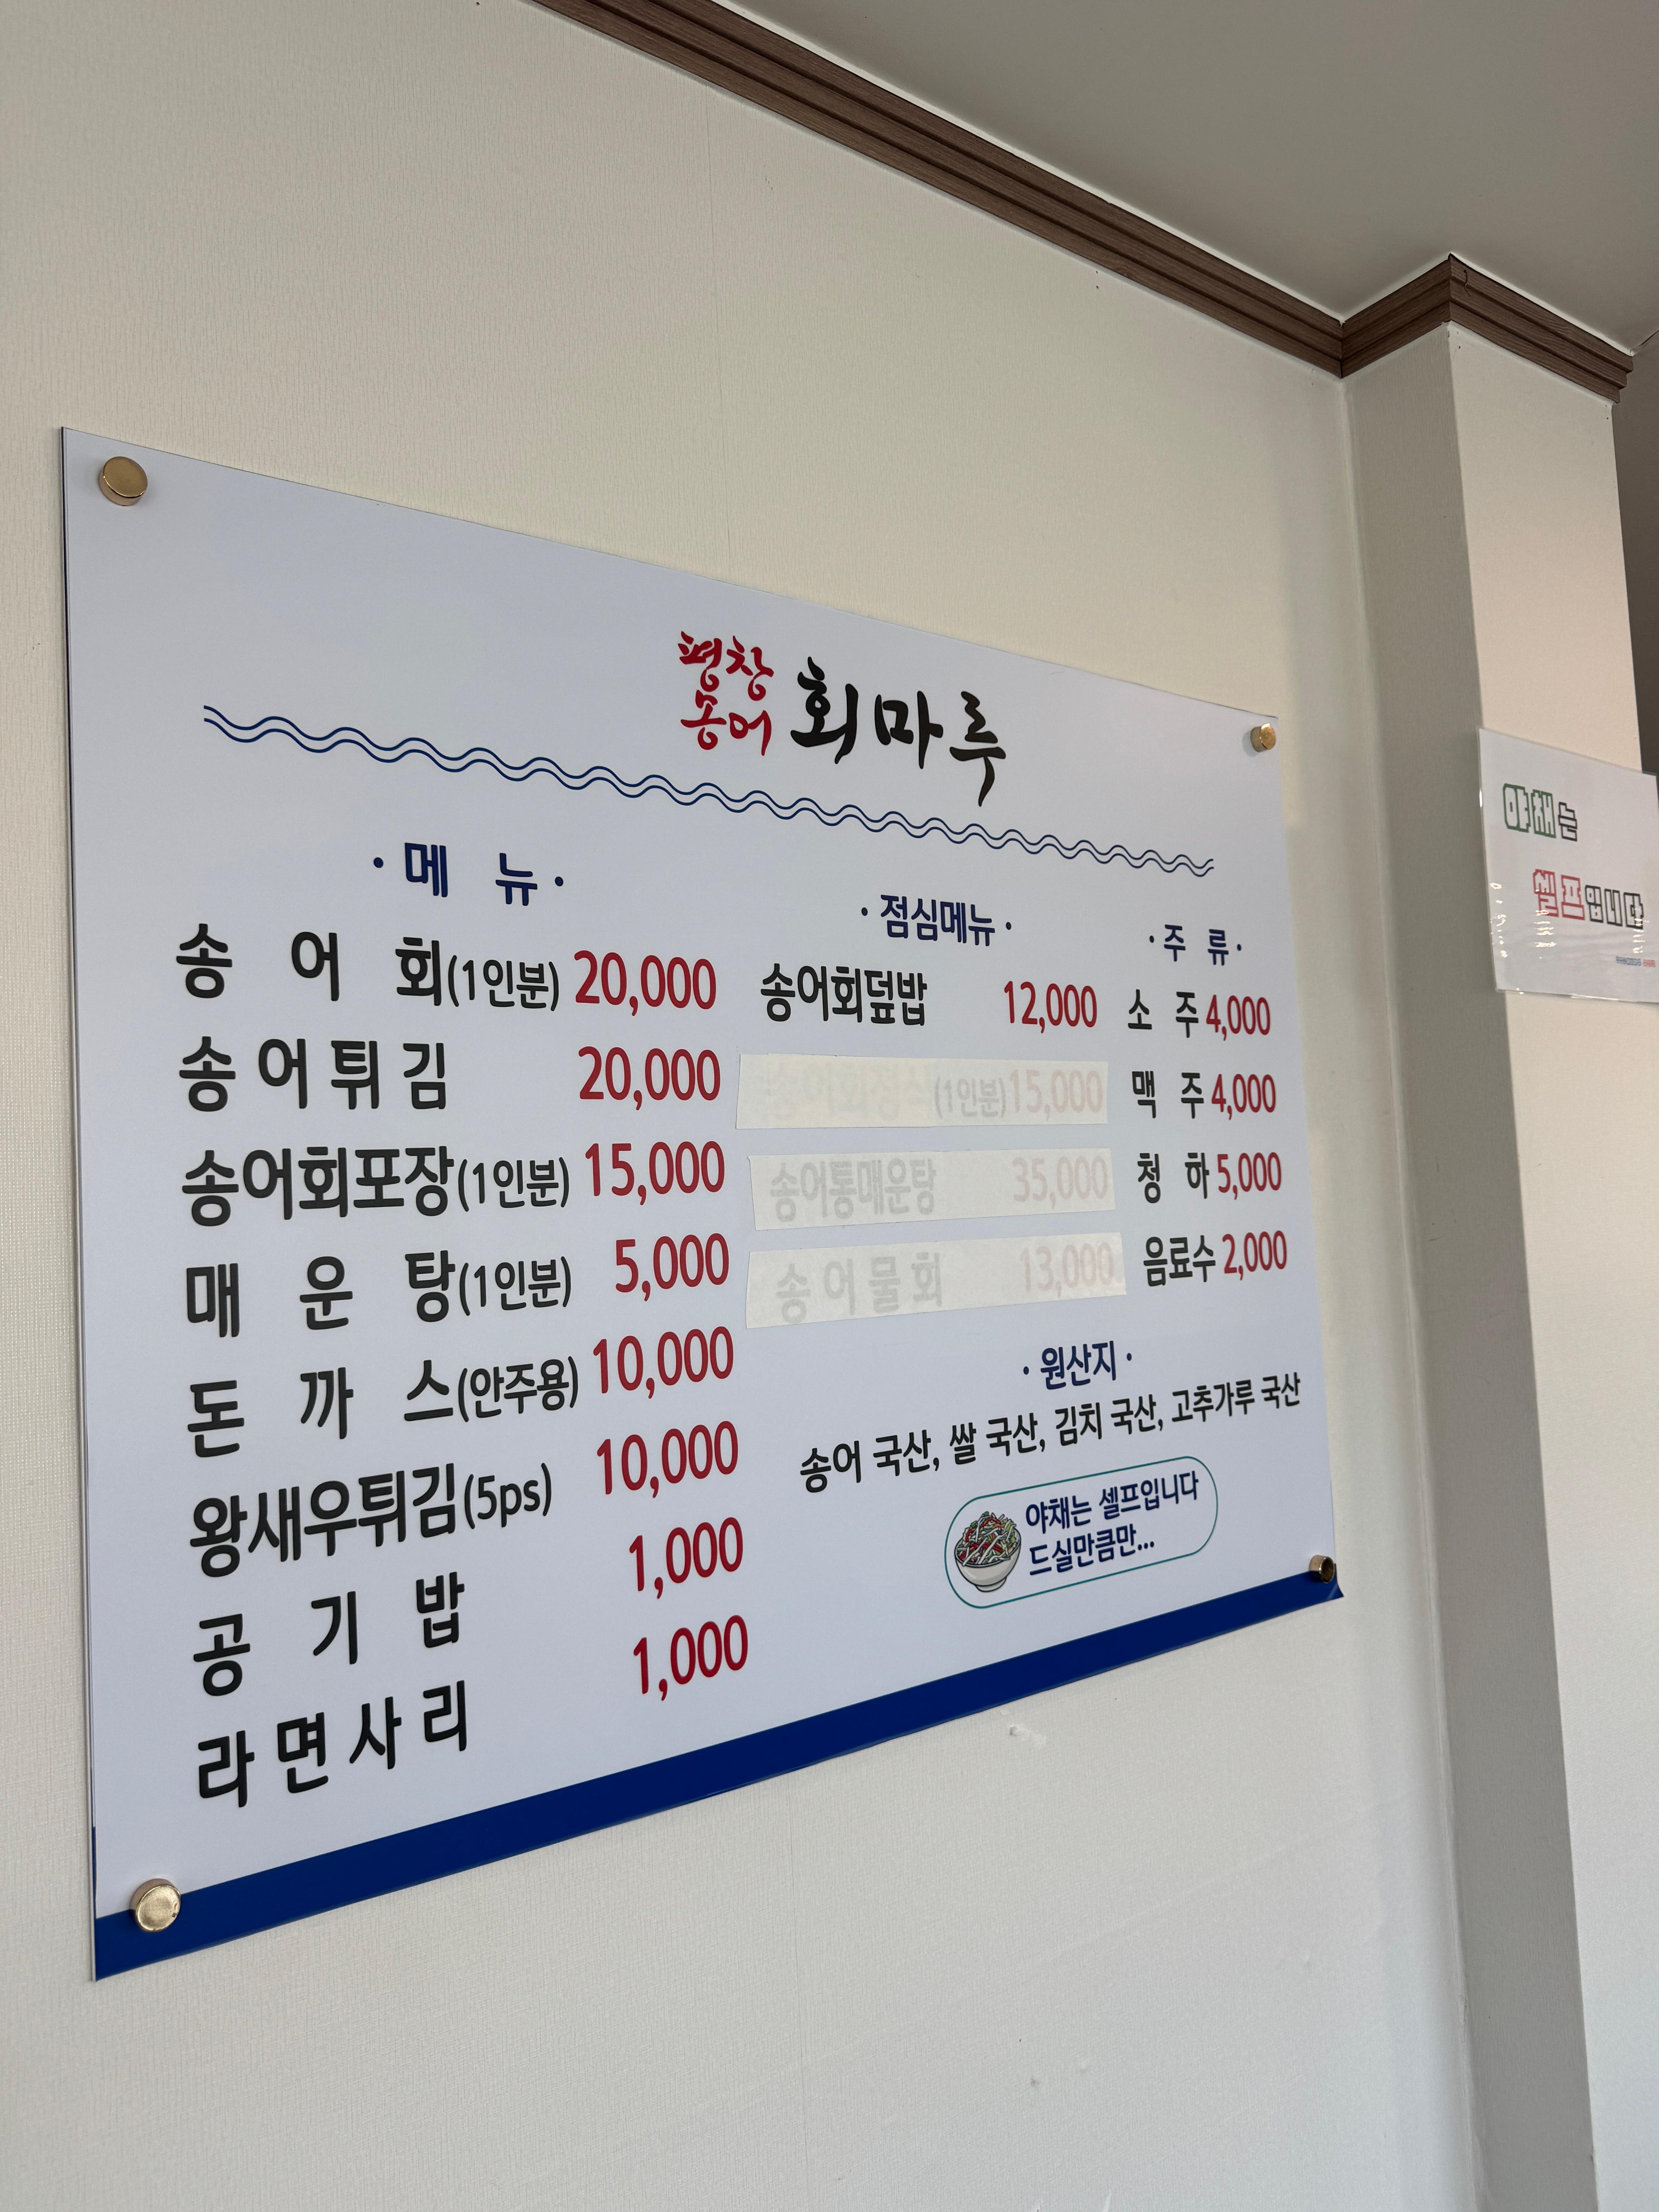 평창
송어
회마루
· 메 뉴 ·
송 어 회(1인분) 20,000
송어튀김 20,000
송어회포장(1인분) 15,000
매 운 탕(1인분) 5,000
돈 까 스(안주용) 10,000
왕새우튀김(5ps) 10,000
공 기 밥 1,000
라면사리 1,000
· 점심메뉴 ·
송어회덮밥 12,000
송어회정식(1인분) 15,000
송어통매운탕 35,000
송어물회 13,000
· 주 류 ·
소 주 4,000
맥 주 4,000
청 하 5,000
음료수 2,000
· 원산지 ·
송어 국산, 쌀 국산, 김치 국산, 고추가루 국산
야채는 셀프입니다
드실만큼만...
야채는
셀프입니다